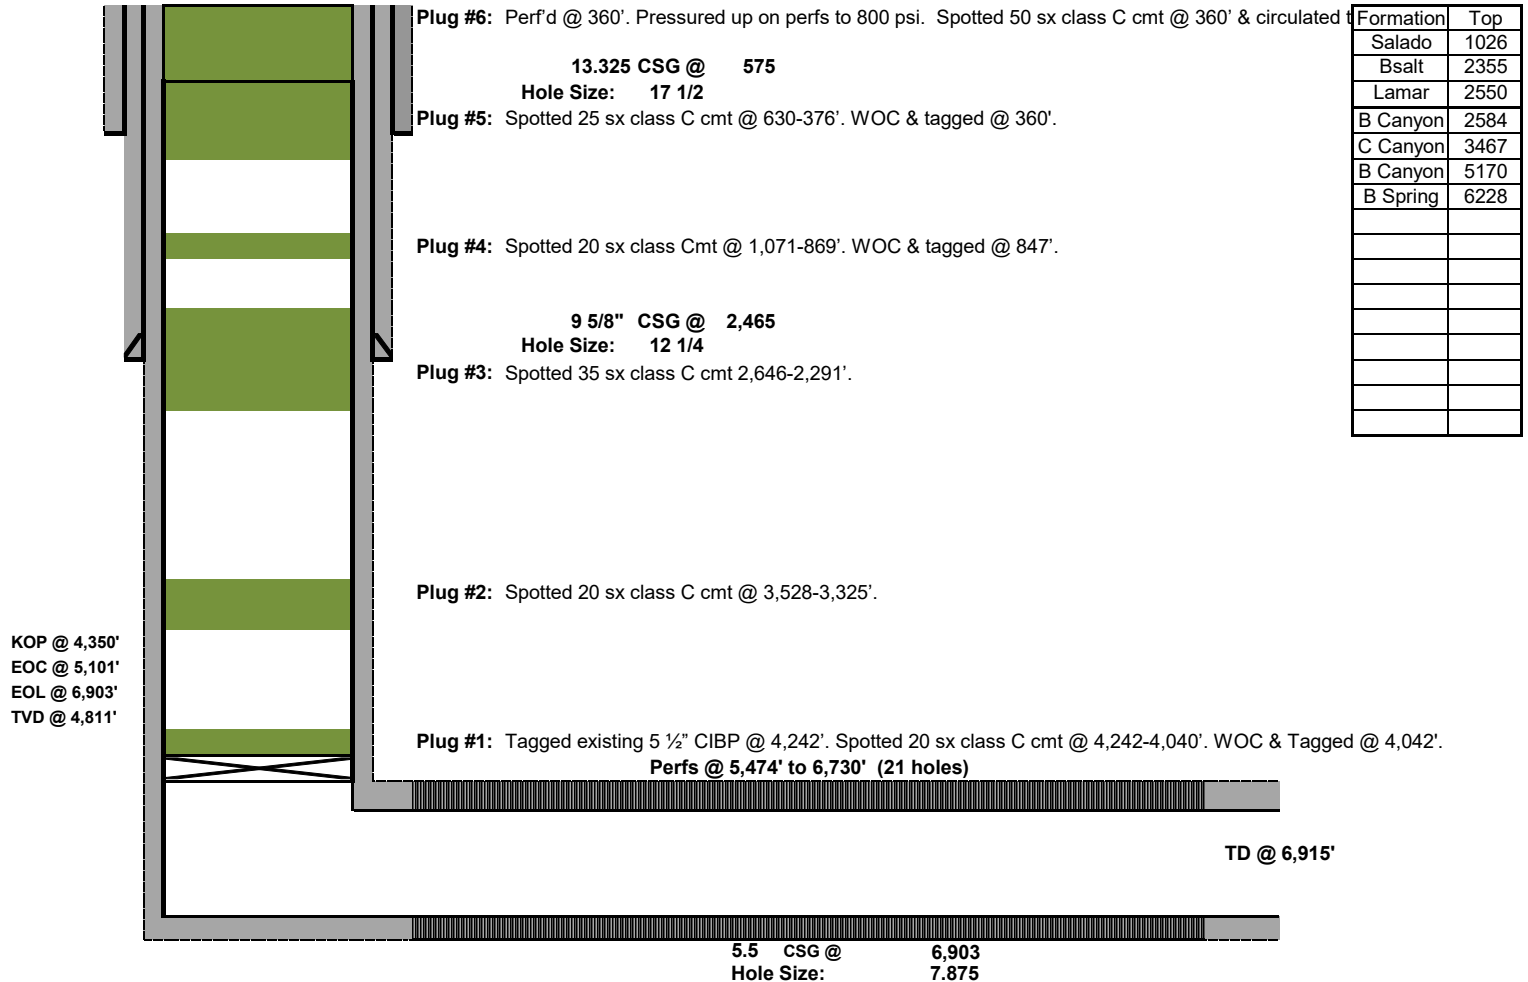 Plug #6: Perf’d @ 360’. Pressured up on perfs to 800 psi. Spotted 50 sx class C cmt @ 360’ & circulated t
13.325 CSG @ 575
Hole Size: 17 1/2
Plug #5: Spotted 25 sx class C cmt @ 630-376’. WOC & tagged @ 360'.
Plug #4: Spotted 20 sx class Cmt @ 1,071-869’. WOC & tagged @ 847’.
9 5/8" CSG @ 2,465
Hole Size: 12 1/4
Plug #3: Spotted 35 sx class C cmt 2,646-2,291’.
Plug #2: Spotted 20 sx class C cmt @ 3,528-3,325’.
KOP @ 4,350'
EOC @ 5,101'
EOL @ 6,903'
TVD @ 4,811'
Plug #1: Tagged existing 5 ½” CIBP @ 4,242’. Spotted 20 sx class C cmt @ 4,242-4,040’. WOC & Tagged @ 4,042'.
Perfs @ 5,474' to 6,730' (21 holes)
TD @ 6,915'
5.5 CSG @ 6,903
Hole Size: 7.875
Formation Top
Salado 1026
Bsalt 2355
Lamar 2550
B Canyon 2584
C Canyon 3467
B Canyon 5170
B Spring 6228